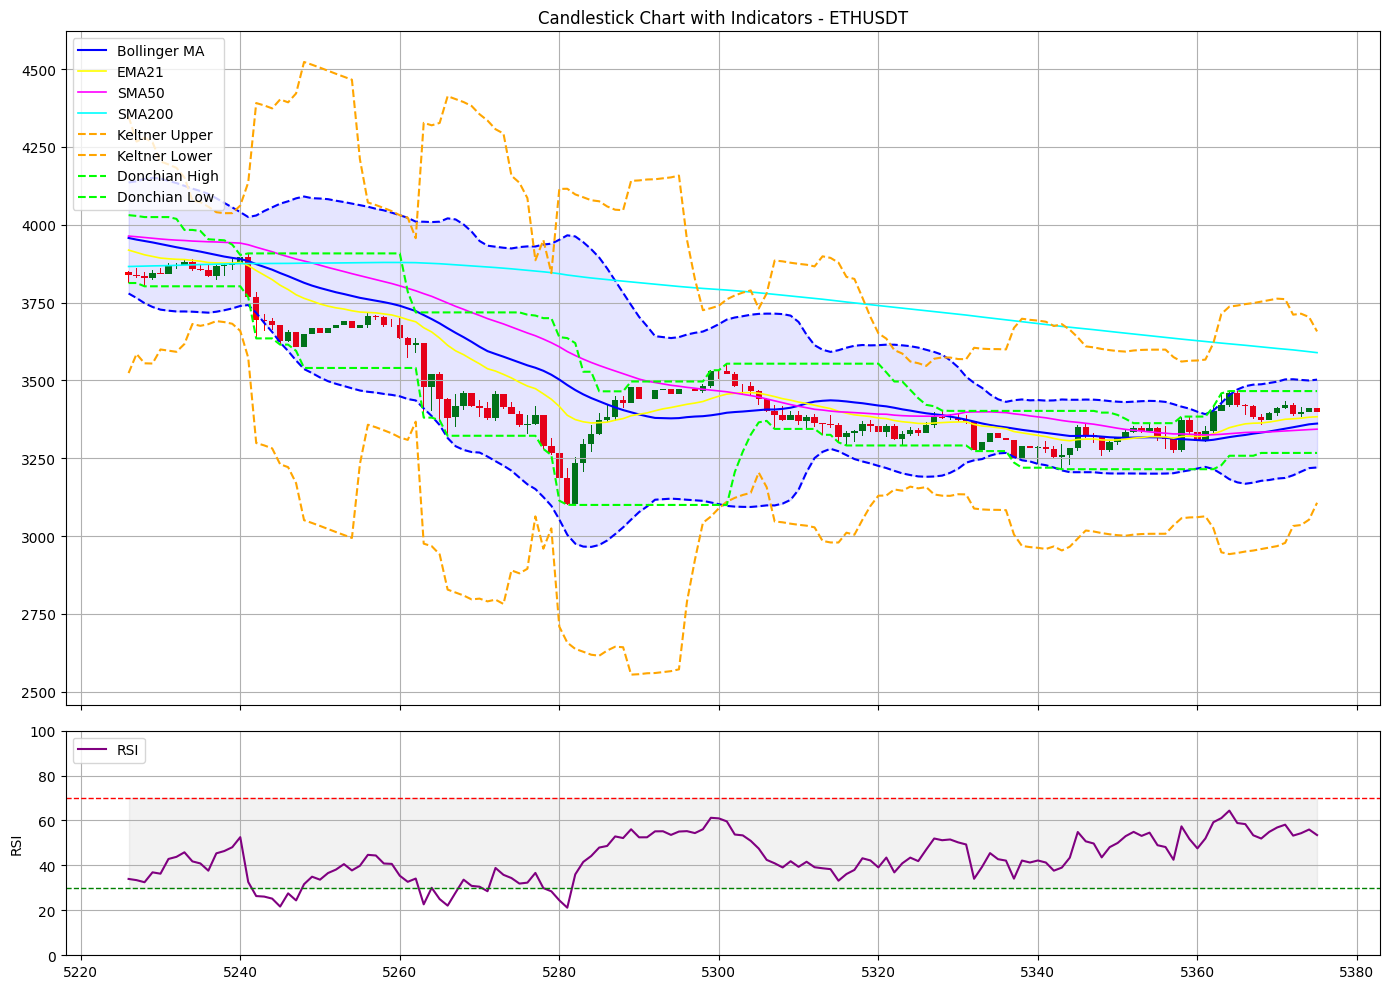 Candlestick Chart with Indicators - ETHUSDT
Bollinger MA
EMA21
SMA50
SMA200
Keltner Upper
Keltner Lower
Donchian High
Donchian Low
4500
4250
4000
3750
3500
3250
3000
2750
2500
RSI
100
80
60
40
20
0
RSI
5220 5240 5260 5280 5300 5320 5340 5360 5380